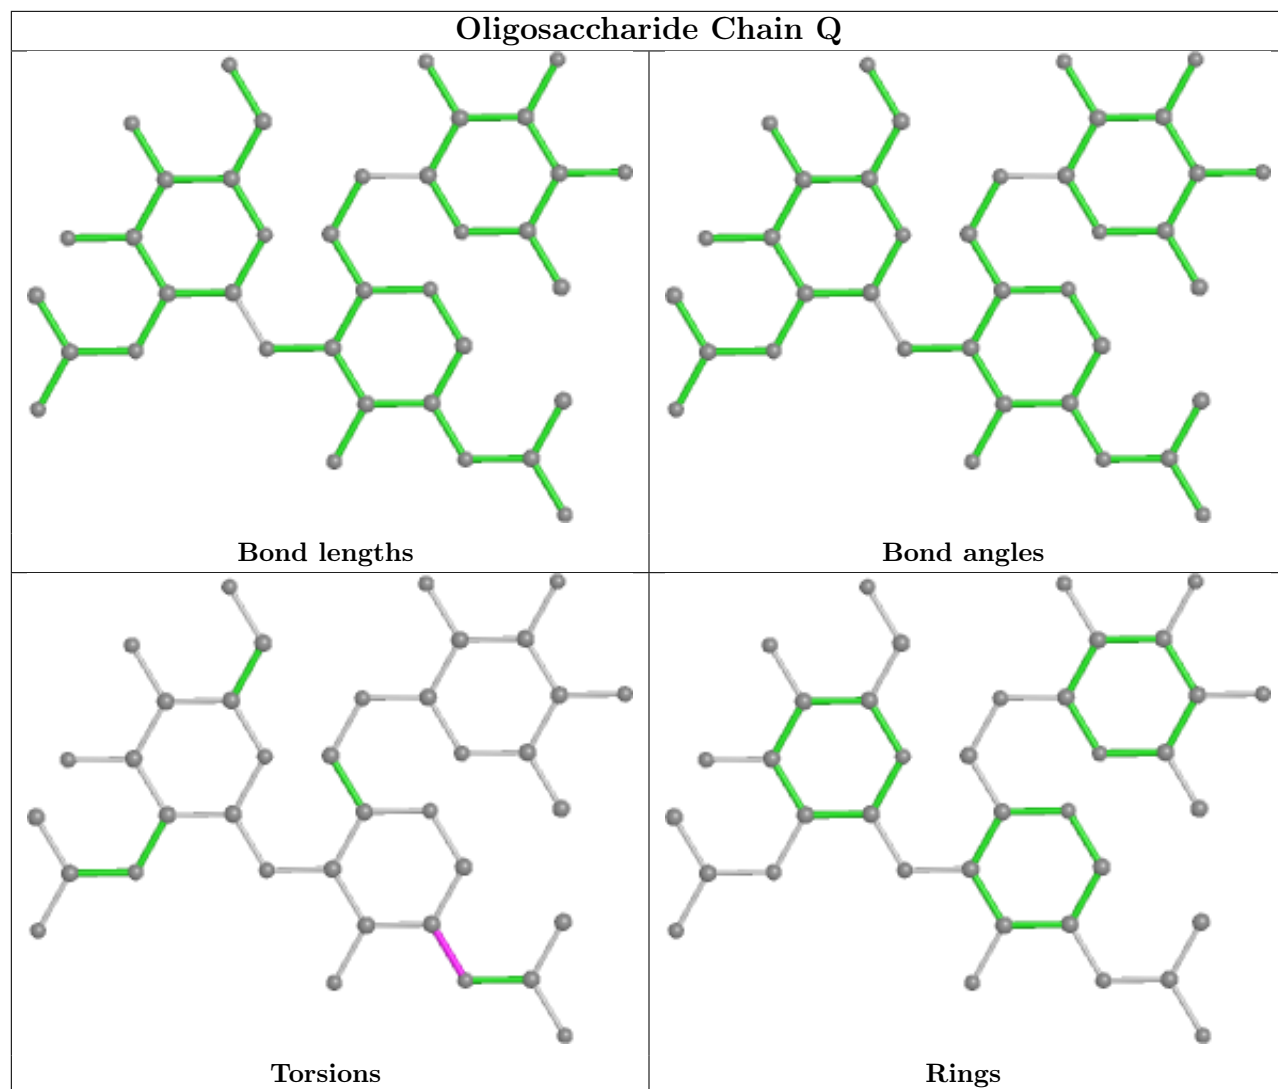 Oligosaccharide Chain Q
Bond lengths
Bond angles
Torsions
Rings